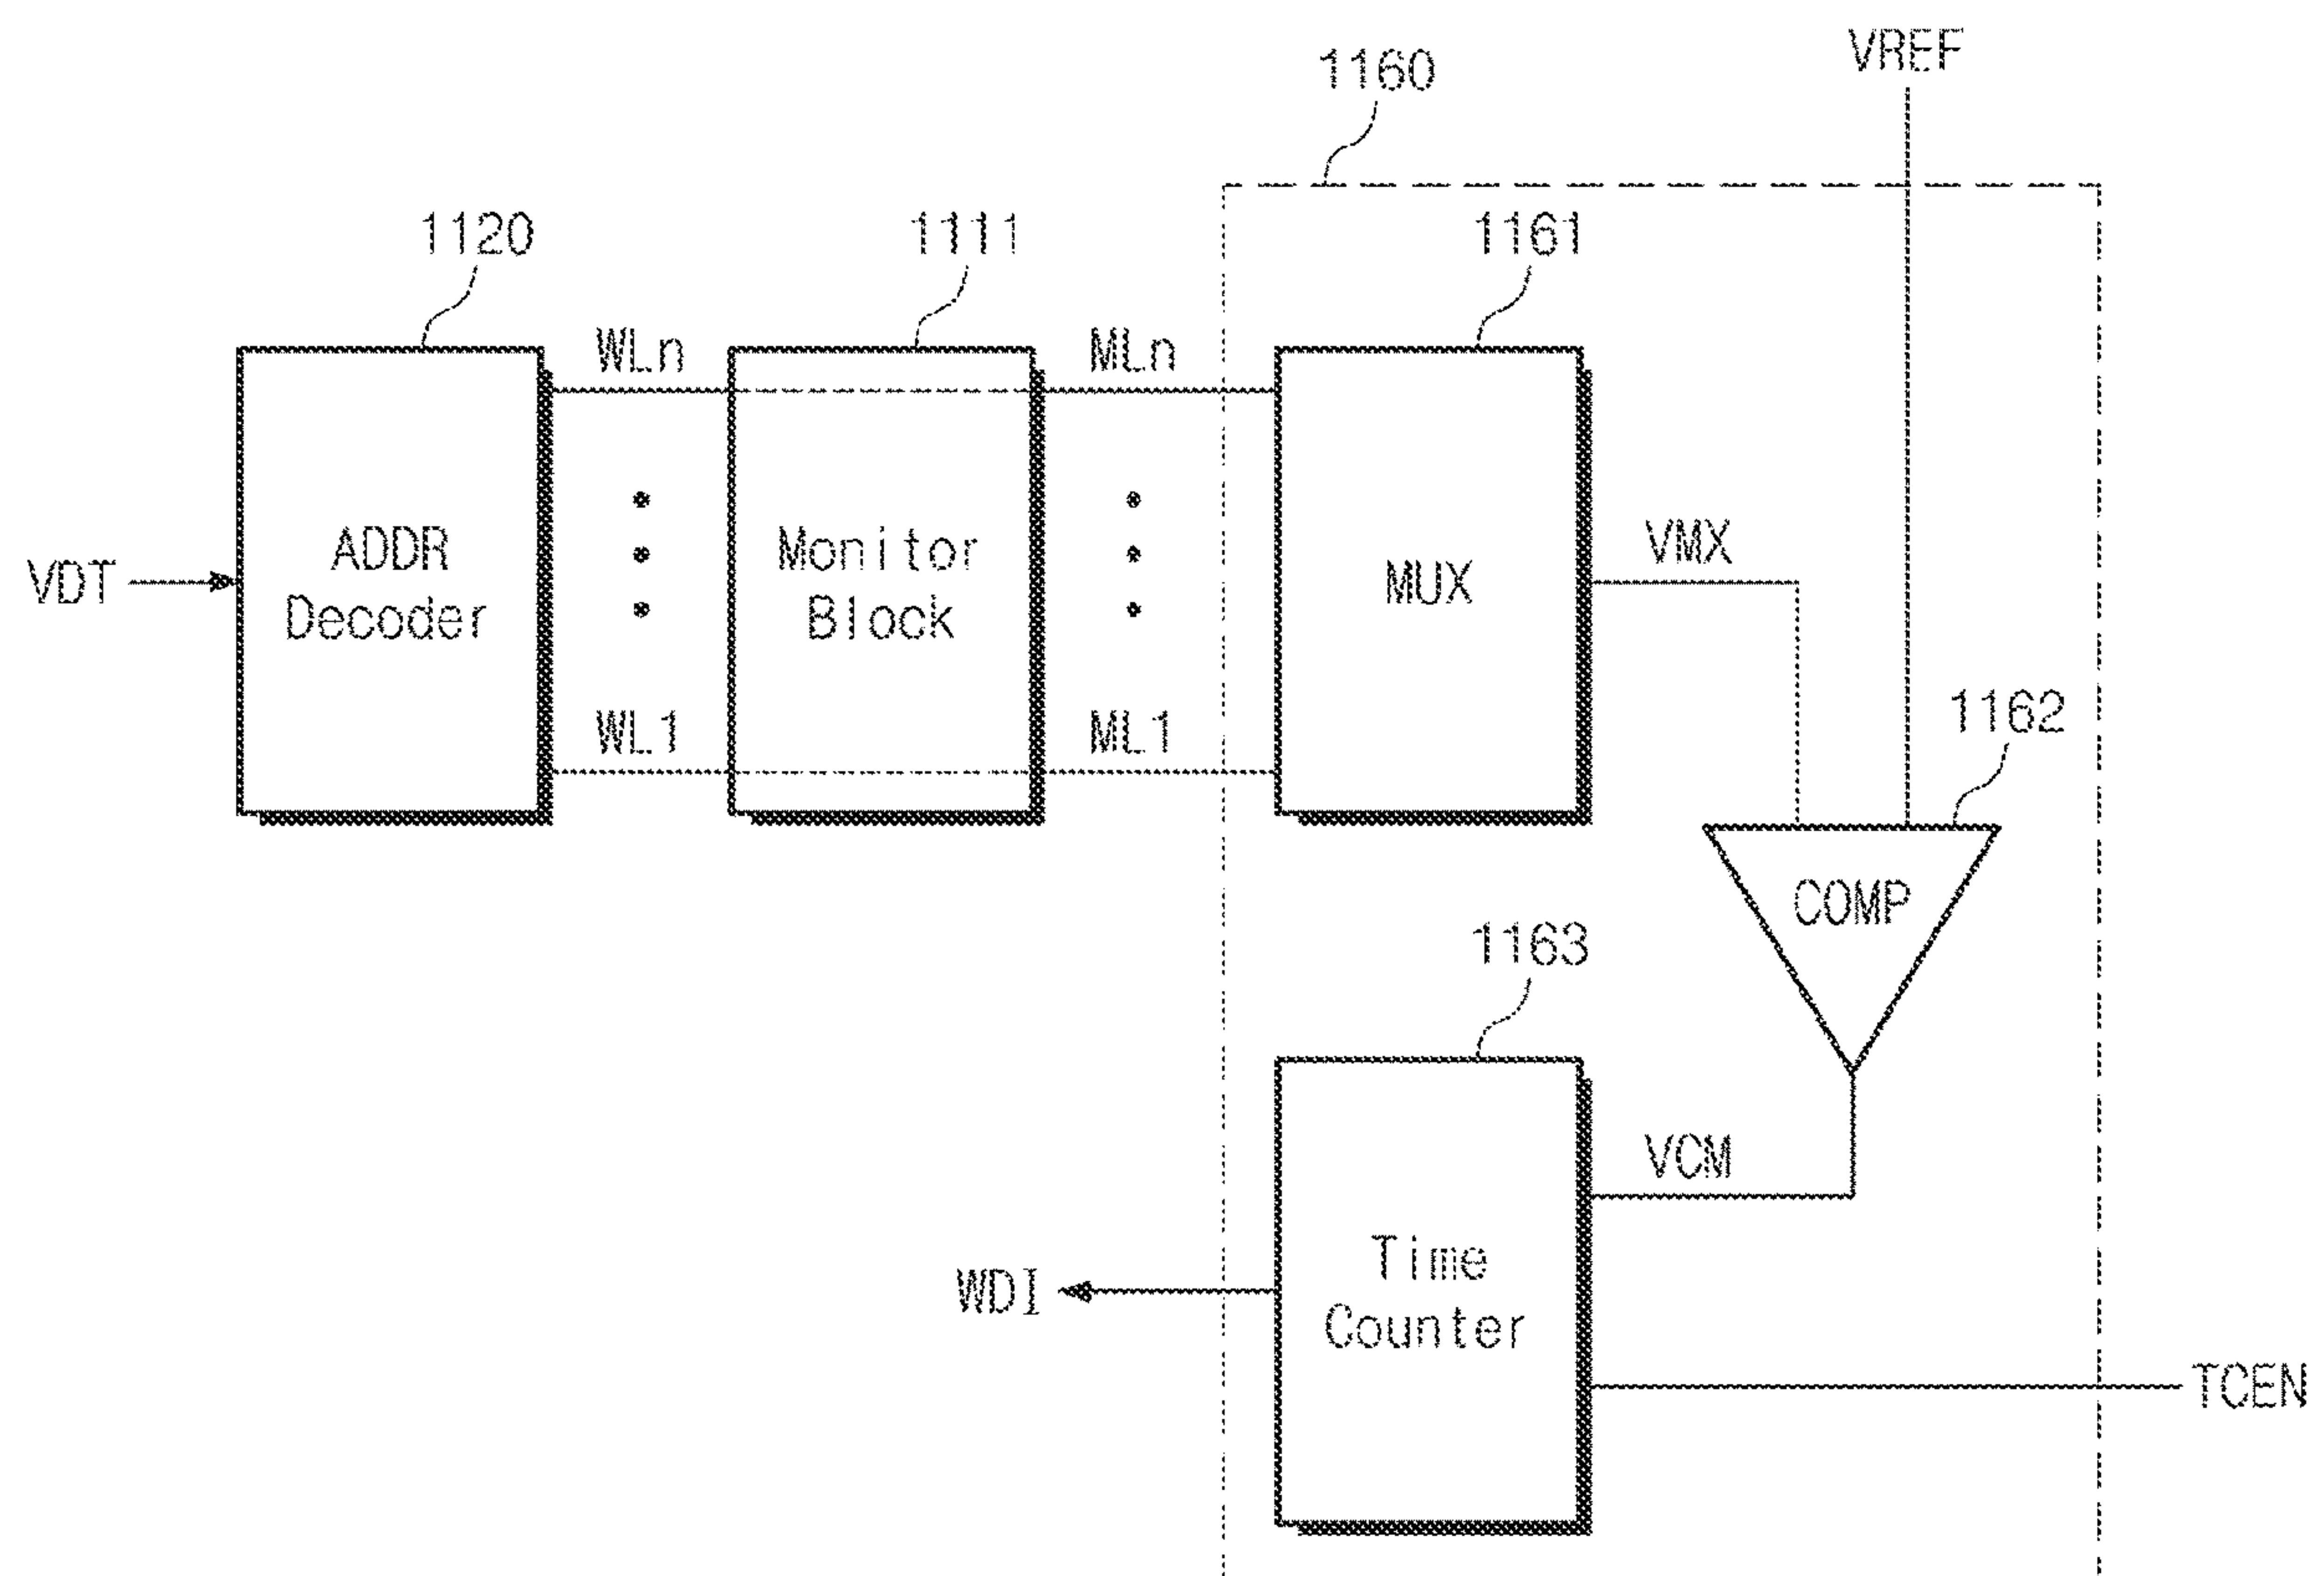 VREF
1160
1120
1111
1161
WLn
MLn
ADDR
Decoder
Monitor
Block
MUX
VMX
VDT
WL1
ML1
1162
COMP
1163
VCM
Time
Counter
WDI
TCEN